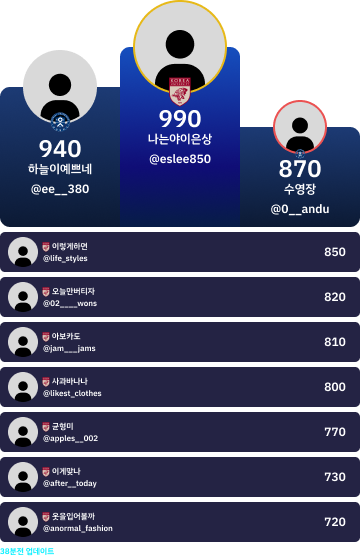 KOREA
990
나는야이은상
@eslee850
940
하늘이예쁘네
@ee__380
870
수영장
@0__andu
이렇게하면
@life_styles
850
오늘만버티자
@02____wons
820
아보카도
@jam___jams
810
사과바나나
@likest_clothes
800
균형미
@apples__002
770
이게맞나
@after__today
730
옷을입어볼까
@anormal_fashion
720
38분전 업데이트